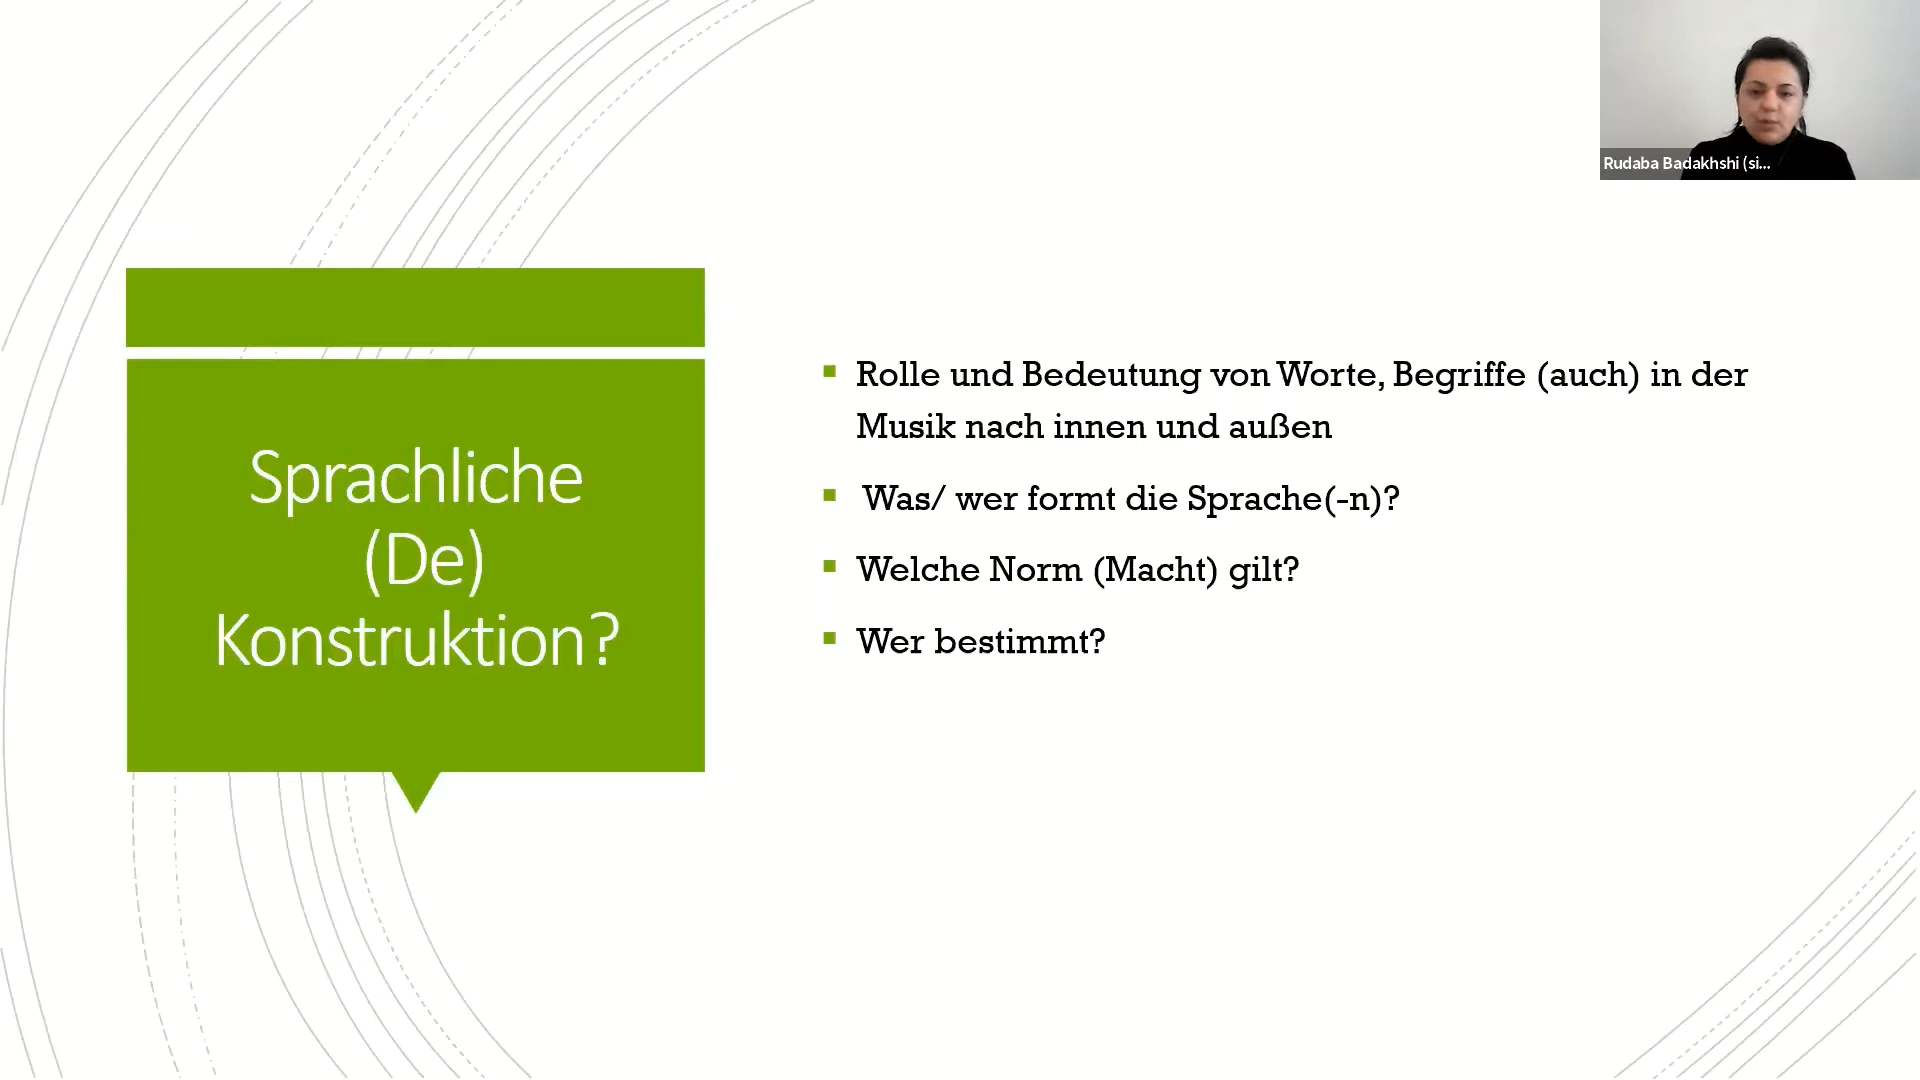 Rudaba Badakhshi (si...
Sprachliche
(De)
Konstruktion?
Rolle und Bedeutung von Worte, Begriffe (auch) in der
Musik nach innen und außen
Was/ wer formt die Sprache(-n)?
Welche Norm (Macht) gilt?
Wer bestimmt?